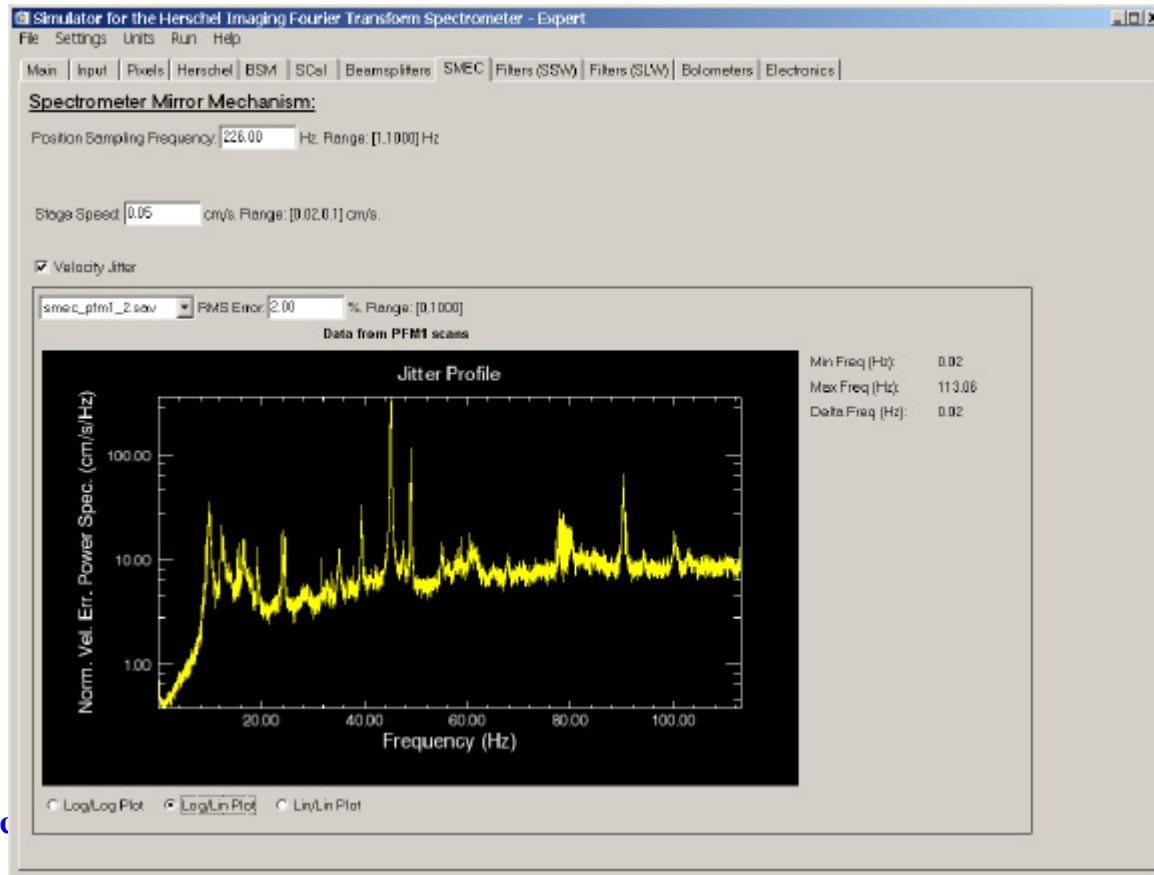 Simulator for the Herschel Imaging Fourier Transform Spectrometer - Expert
File Settings Units Run Help
Main Input Pixels Herschel BSM SCal Beamsplitters SMEC Filters (SSW) Filters (SLW) Bolometers Electronics
Spectrometer Mirror Mechanism:
Position Sampling Frequency: 226.00 Hz. Range: [1,1000] Hz
Stage Speed: 0.05 cm/s. Range: [0.02,0.1] cm/s.
Velocity Jitter
smec_pfm1_2.sav RMS Error: 2.00 %. Range: [0,1000]
Data from PFM1 scans
Jitter Profile
Norm. Vel. Err. Power Spec. (cm/s/Hz)
100.00
10.00
1.00
20.00 40.00 60.00 80.00 100.00
Frequency (Hz)
Min Freq (Hz): 0.02
Max Freq (Hz): 113.06
Delta Freq (Hz): 0.02
Log/Log Plot Log/Lin Plot Lin/Lin Plot